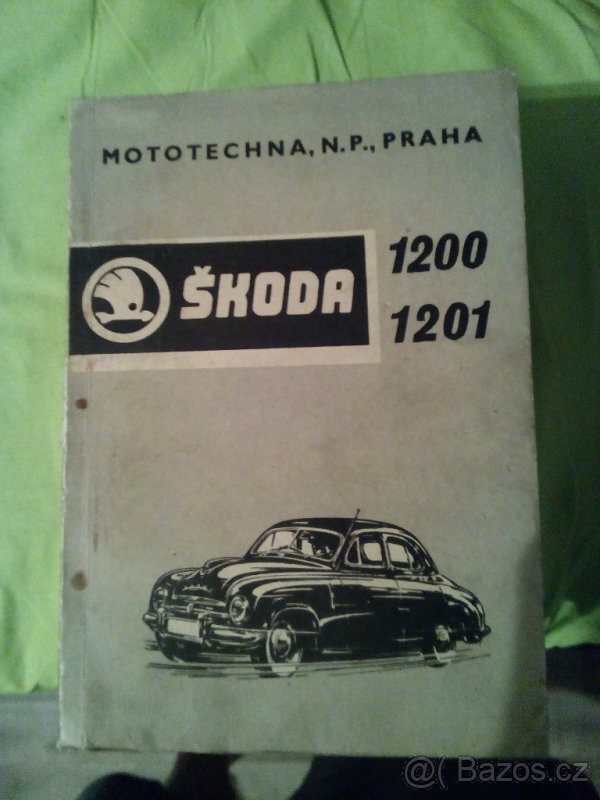 MOTOTECHNA, N.P., PRAHA
ŠKODA
1200
1201
@( Bazos.cz